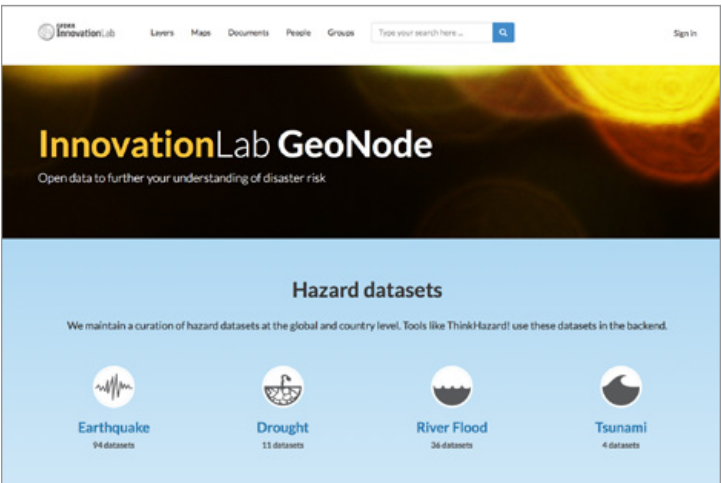 GFDRR
InnovationLab
Layers Maps Documents People Groups Type your search here ... Sign in
InnovationLab GeoNode
Open data to further your understanding of disaster risk
Hazard datasets
We maintain a curation of hazard datasets at the global and country level. Tools like ThinkHazard! use these datasets in the backend.
Earthquake Drought River Flood Tsunami
94 datasets 11 datasets 36 datasets 4 datasets